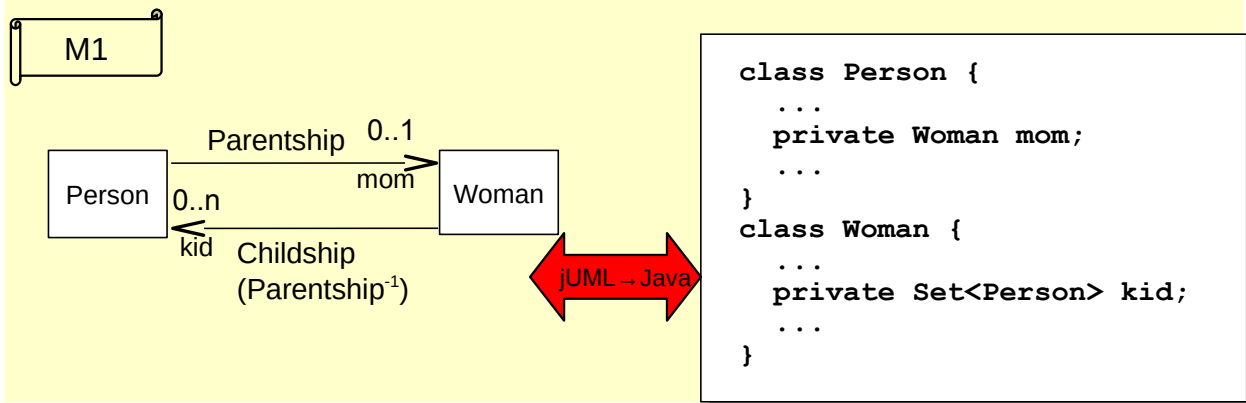 M1
Parentship
0..1
mom
Person
Woman
0..n
kid
Childship
(Parentship⁻¹)
jUML→Java
class Person {
...
private Woman mom;
...
}
class Woman {
...
private Set<Person> kid;
...
}